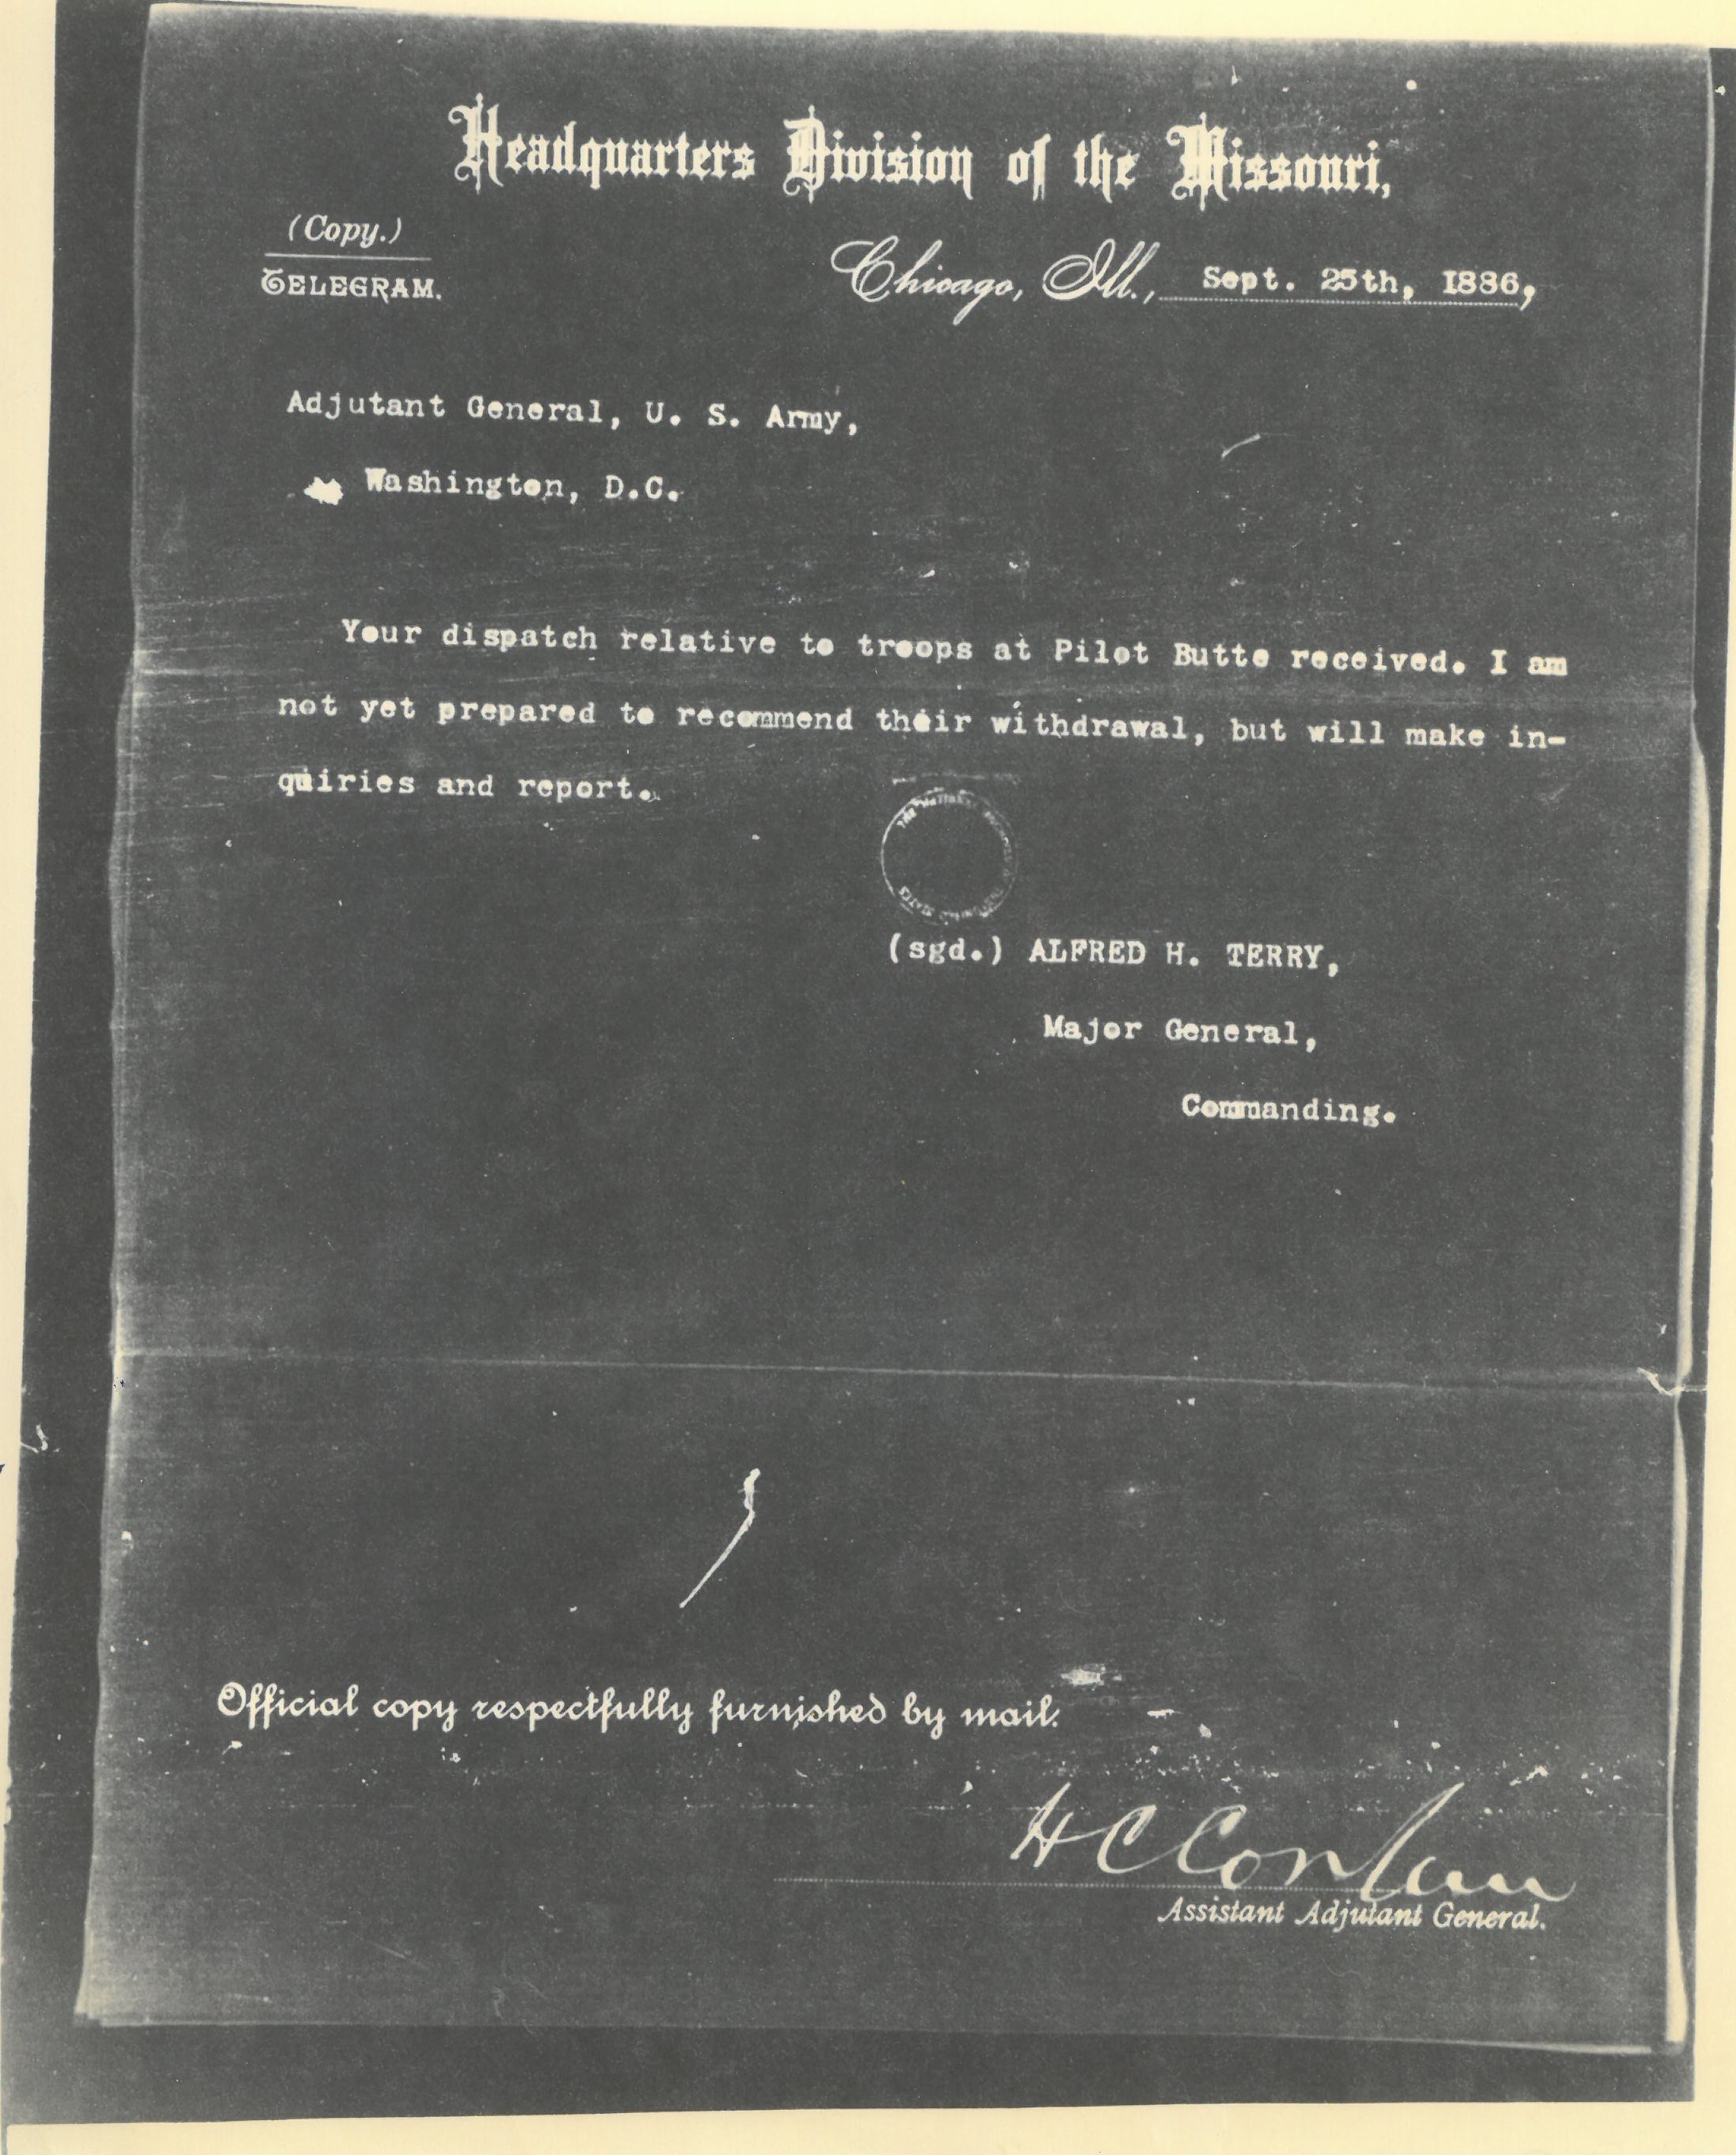 Headquarters Division of the Missouri,
(Copy.)
TELEGRAM.
Chicago, Ill., Sept. 25th, 1886,
Adjutant General, U. S. Army,
Washington, D.C.
Your dispatch relative to troops at Pilot Butte received. I am
not yet prepared to recommend their withdrawal, but will make in-
quiries and report.
(sgd.) ALFRED H. TERRY,
Major General,
Commanding.
Official copy respectfully furnished by mail.
H C
Assistant Adjutant General.